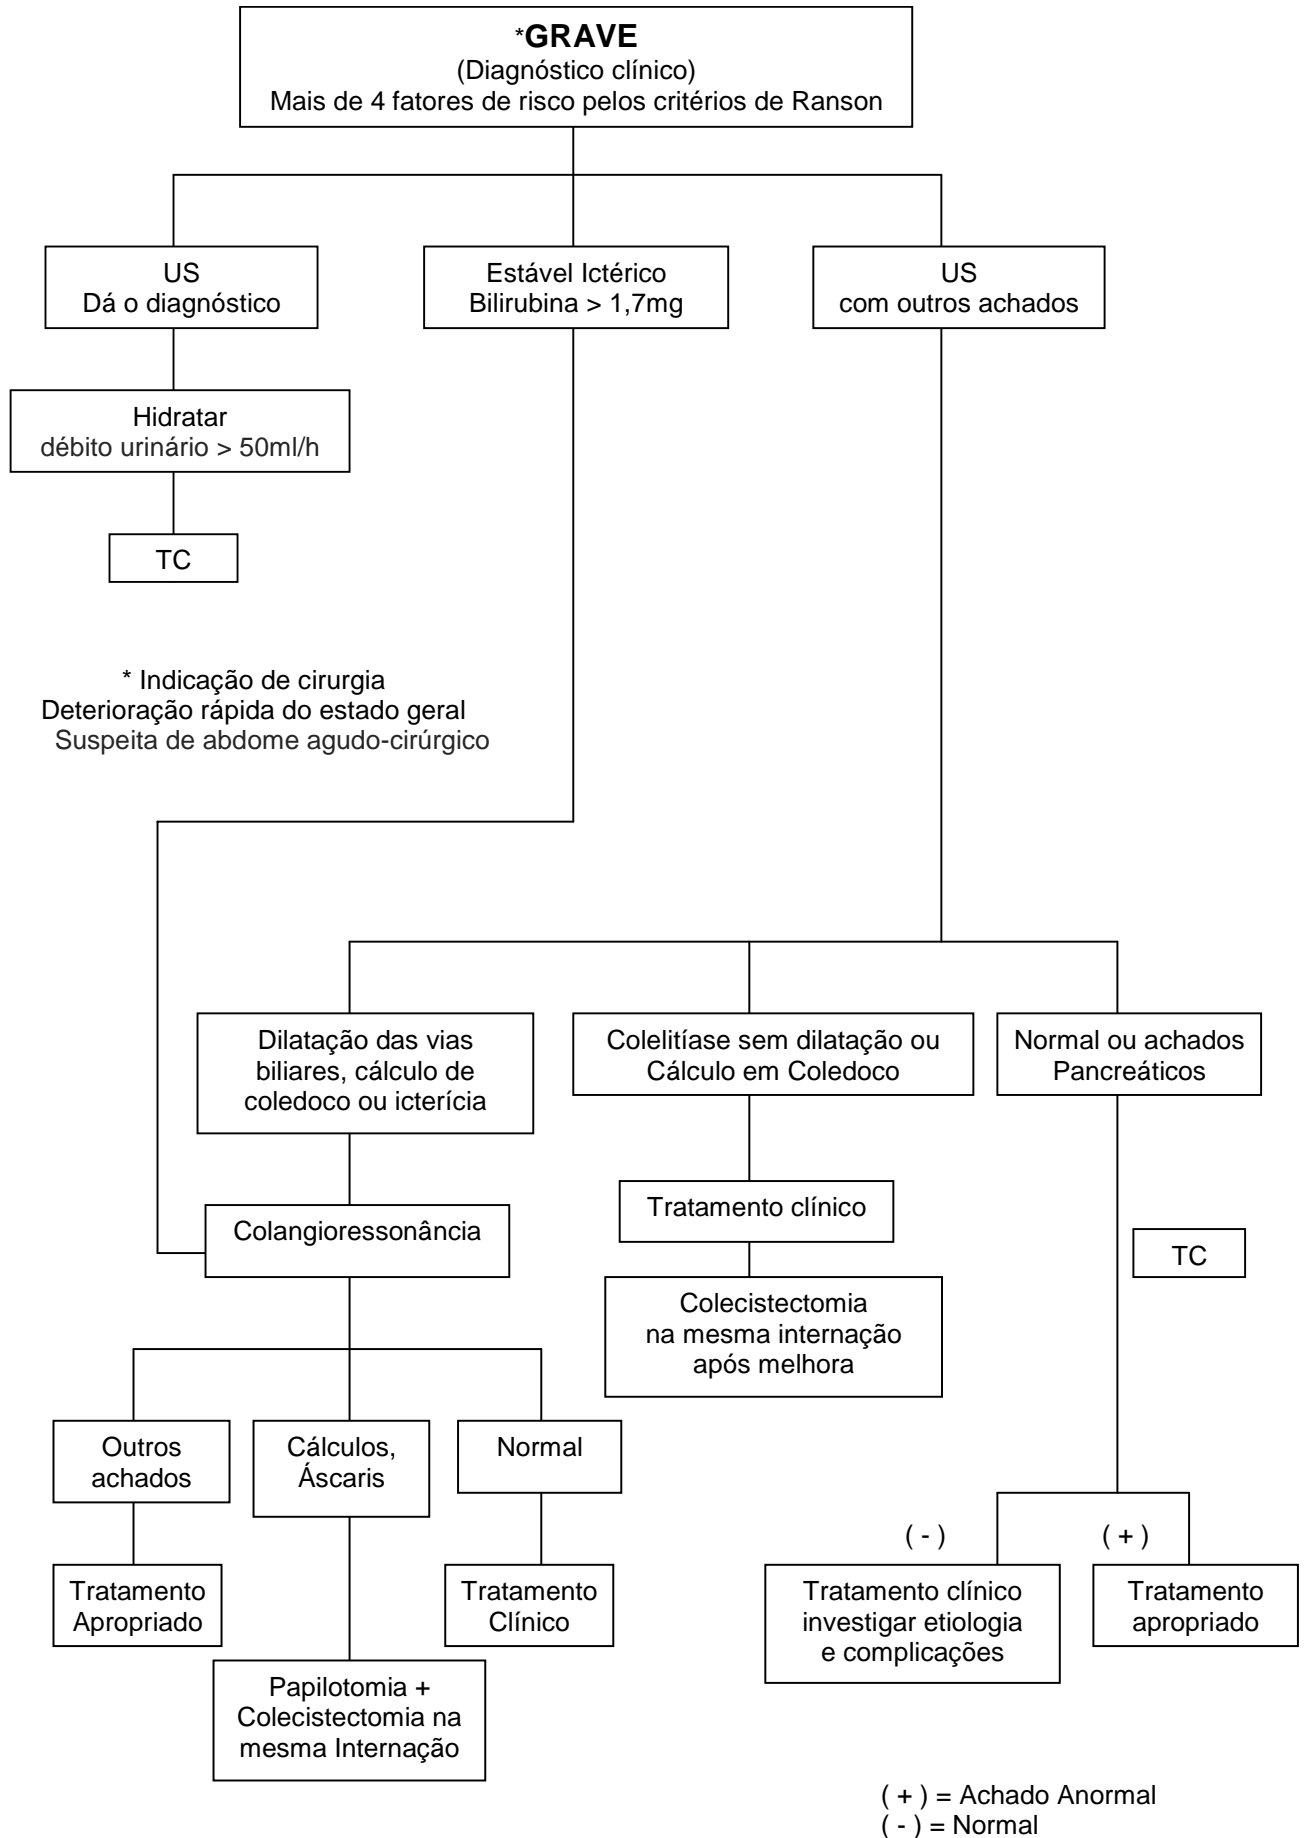 *GRAVE
(Diagnóstico clínico)
Mais de 4 fatores de risco pelos critérios de Ranson
US
Dá o diagnóstico
Estável Ictérico
Bilirubina > 1,7mg
US
com outros achados
Hidratar
débito urinário > 50ml/h
TC
* Indicação de cirurgia
Deterioração rápida do estado geral
Suspeita de abdome agudo-cirúrgico
Dilatação das vias
biliares, cálculo de
coledoco ou icterícia
Colelitíase sem dilatação ou
Cálculo em Coledoco
Normal ou achados
Pancreáticos
Colangioressonância
Tratamento clínico
TC
Colecistectomia
na mesma internação
após melhora
Outros
achados
Cálculos,
Áscaris
Normal
( - )
( + )
Tratamento
Apropriado
Tratamento
Clínico
Tratamento clínico
investigar etiologia
e complicações
Tratamento
apropriado
Papilotomia +
Colecistectomia na
mesma Internação
( + ) = Achado Anormal
( - ) = Normal